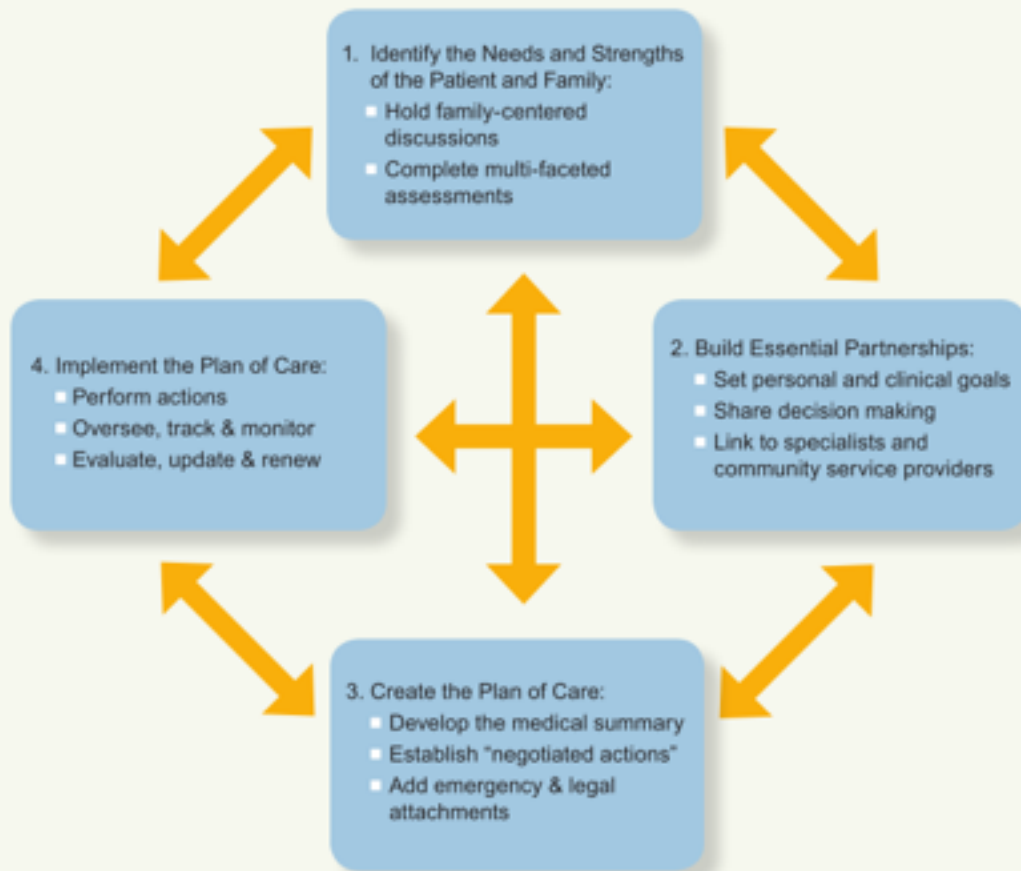 1. Identify the Needs and Strengths
of the Patient and Family:
Hold family-centered
discussions
Complete multi-faceted
assessments
2. Build Essential Partnerships:
Set personal and clinical goals
Share decision making
Link to specialists and
community service providers
3. Create the Plan of Care:
Develop the medical summary
Establish "negotiated actions"
Add emergency & legal
attachments
4. Implement the Plan of Care:
Perform actions
Oversee, track & monitor
Evaluate, update & renew